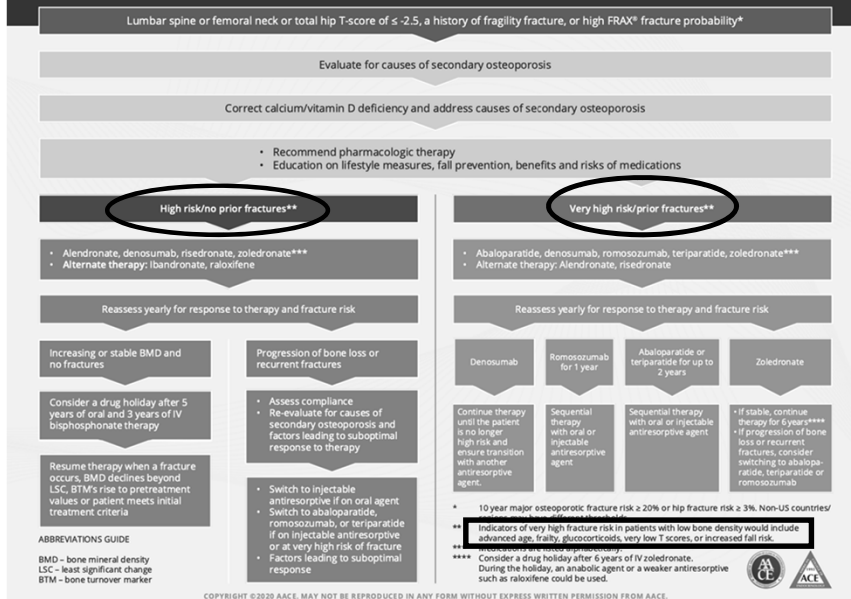 Lumbar spine or femoral neck or total hip T-score of ≤ -2.5, a history of fragility fracture, or high FRAX® fracture probability*
Evaluate for causes of secondary osteoporosis
Correct calcium/vitamin D deficiency and address causes of secondary osteoporosis
• Recommend pharmacologic therapy
• Education on lifestyle measures, fall prevention, benefits and risks of medications
High risk/no prior fractures**
• Alendronate, denosumab, risedronate, zoledronate***
• Alternate therapy: Ibandronate, raloxifene
Reassess yearly for response to therapy and fracture risk
Increasing or stable BMD and
no fractures
Consider a drug holiday after 5
years of oral and 3 years of IV
bisphosphonate therapy
Resume therapy when a fracture
occurs, BMD declines beyond
LSC, BTM's rise to pretreatment
values or patient meets initial
treatment criteria
Progression of bone loss or
recurrent fractures
• Assess compliance
• Re-evaluate for causes of
secondary osteoporosis and
factors leading to suboptimal
response to therapy
• Switch to injectable
antiresorptive if on oral agent
• Switch to abaloparatide,
romosozumab, or teriparatide
if on injectable antiresorptive
or at very high risk of fracture
• Factors leading to suboptimal
response
ABBREVIATIONS GUIDE
BMD – bone mineral density
LSC – least significant change
BTM – bone turnover marker
Very high risk/prior fractures**
• Abaloparatide, denosumab, romosozumab, teriparatide, zoledronate***
• Alternate therapy: Alendronate, risedronate
Reassess yearly for response to therapy and fracture risk
Denosumab
Continue therapy
until the patient
is no longer
high risk and
ensure transition
with another
antiresorptive
agent.
Romosozumab
for 1 year
Sequential
therapy
with oral or
injectable
antiresorptive
agent
Abaloparatide or
teriparatide for up to
2 years
Sequential therapy
with oral or injectable
antiresorptive agent
Zoledronate
• If stable, continue
therapy for 6 years****
• If progression of bone
loss or recurrent
fractures, consider
switching to abalopa-
ratide, teriparatide or
romosozumab
* 10 year major osteoporotic fracture risk ≥ 20% or hip fracture risk ≥ 3%. Non-US countries/
regions may have different thresholds.
** Indicators of very high fracture risk in patients with low bone density would include
advanced age, frailty, glucocorticoids, very low T scores, or increased fall risk.
** Medications are listed alphabetically.
**** Consider a drug holiday after 6 years of IV zoledronate.
During the holiday, an anabolic agent or a weaker antiresorptive
such as raloxifene could be used.
AACE
ACE
COPYRIGHT ©2020 AACE. MAY NOT BE REPRODUCED IN ANY FORM WITHOUT EXPRESS WRITTEN PERMISSION FROM AACE.